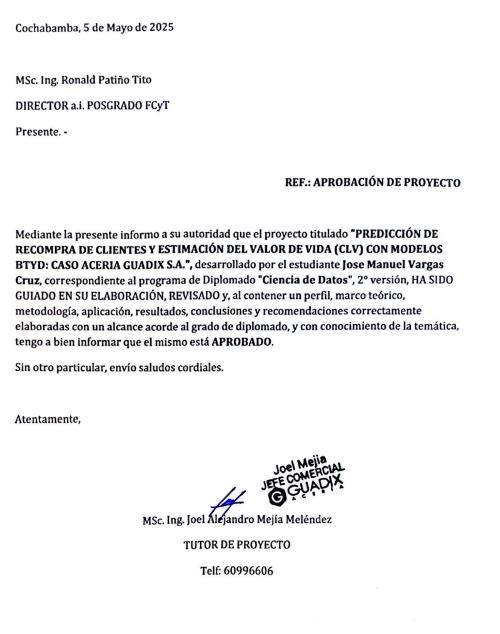 Cochabamba, 5 de Mayo de 2025
MSc. Ing. Ronald Patiño Tito
DIRECTOR a.i. POSGRADO FCyT
Presente. -
REF.: APROBACIÓN DE PROYECTO
Mediante la presente informo a su autoridad que el proyecto titulado "PREDICCIÓN DE
RECOMPRA DE CLIENTES Y ESTIMACIÓN DEL VALOR DE VIDA (CLV) CON MODELOS
BTYD: CASO ACERIA GUADIX S.A.", desarrollado por el estudiante Jose Manuel Vargas
Cruz, correspondiente al programa de Diplomado "Ciencia de Datos", 2° versión, HA SIDO
GUIADO EN SU ELABORACIÓN, REVISADO y, al contener un perfil, marco teórico,
metodología, aplicación, resultados, conclusiones y recomendaciones correctamente
elaboradas con un alcance acorde al grado de diplomado, y con conocimiento de la temática,
tengo a bien informar que el mismo está APROBADO.
Sin otro particular, envío saludos cordiales.
Atentamente,
Joel Mejia
JEFE COMERCIAL
GUADIX
ACERIA
MSc. Ing. Joel Alejandro Mejía Meléndez
TUTOR DE PROYECTO
Telf: 60996606